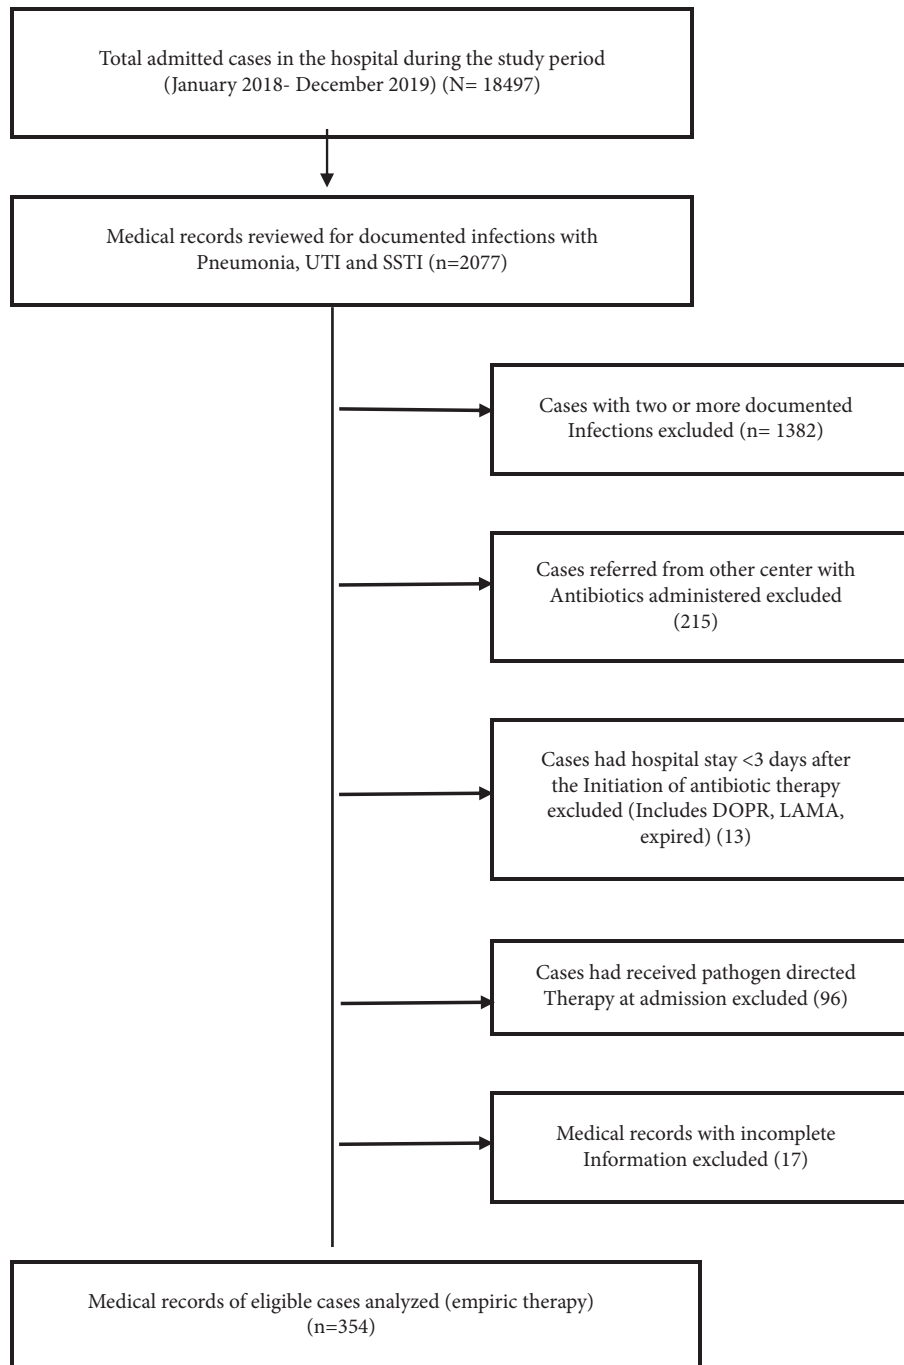 Total admitted cases in the hospital during the study period
(January 2018- December 2019) (N= 18497)
Medical records reviewed for documented infections with
Pneumonia, UTI and SSTI (n=2077)
Cases with two or more documented
Infections excluded (n= 1382)
Cases referred from other center with
Antibiotics administered excluded
(215)
Cases had hospital stay <3 days after
the Initiation of antibiotic therapy
excluded (Includes DOPR, LAMA,
expired) (13)
Cases had received pathogen directed
Therapy at admission excluded (96)
Medical records with incomplete
Information excluded (17)
Medical records of eligible cases analyzed (empiric therapy)
(n=354)